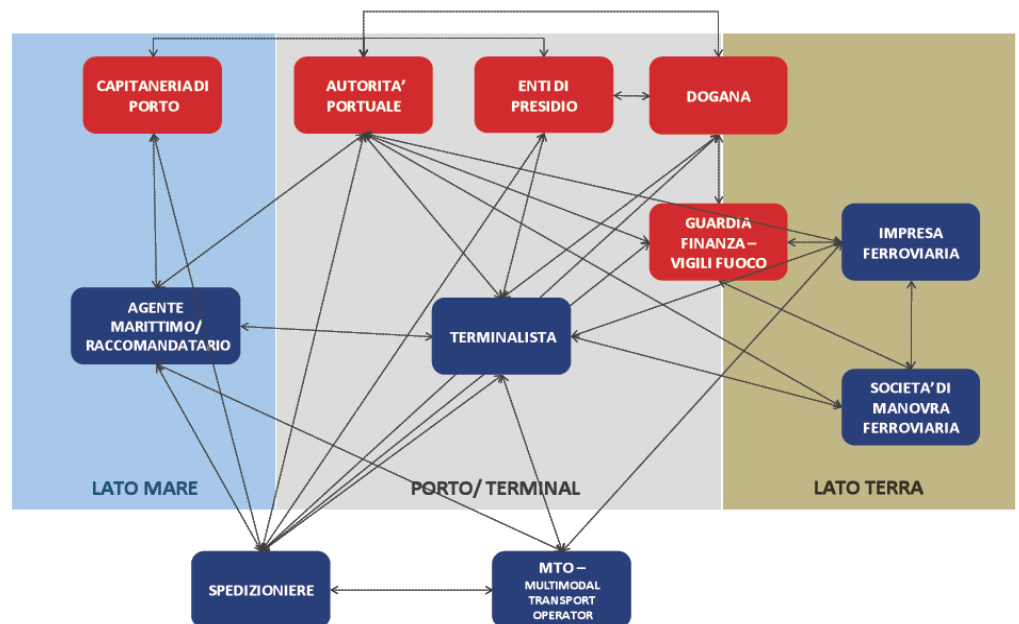 CAPITANERIA DI
PORTO
AUTORITA’
PORTUALE
ENTI DI
PRESIDIO
DOGANA
GUARDIA
FINANZA –
VIGILI FUOCO
IMPRESA
FERROVIARIA
AGENTE
MARITTIMO/
RACCOMANDATARIO
TERMINALISTA
SOCIETA’ DI
MANOVRA
FERROVIARIA
LATO MARE
PORTO/ TERMINAL
LATO TERRA
SPEDIZIONIERE
MTO –
MULTIMODAL
TRANSPORT
OPERATOR